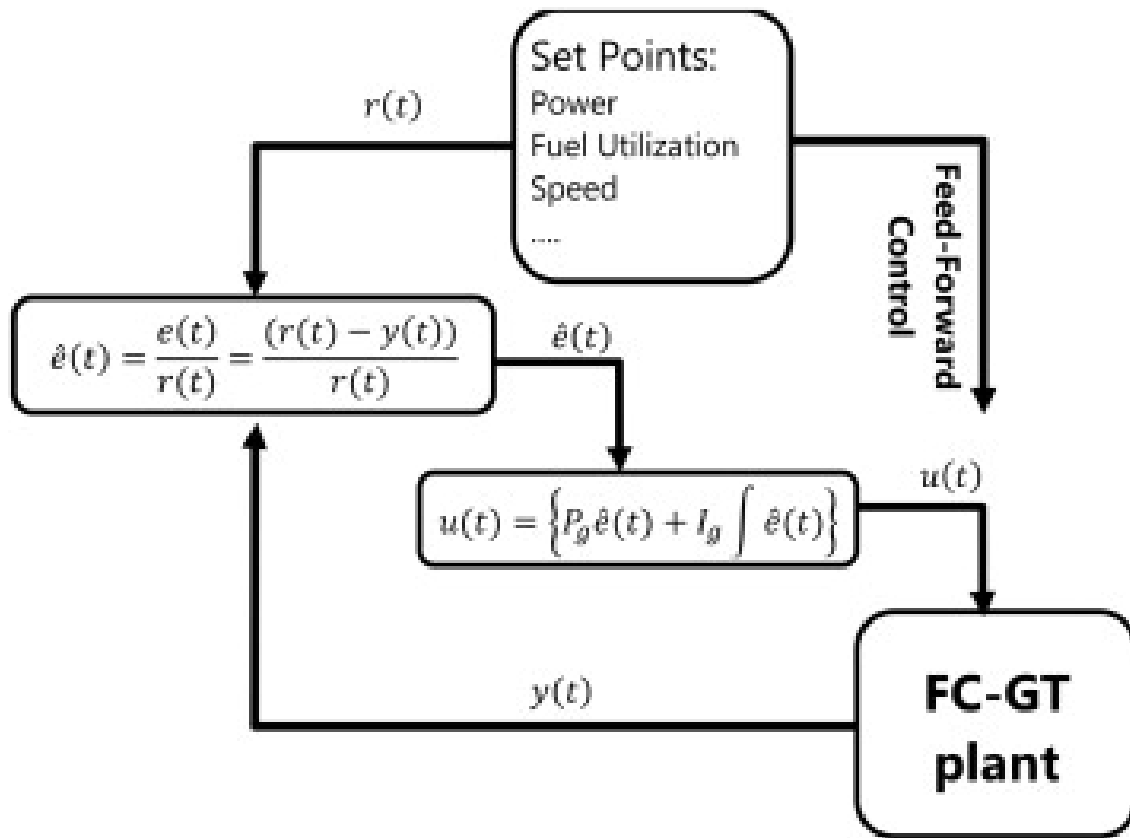 Set Points:
Power
Fuel Utilization
Speed
....
r(t)
Feed-Forward
Control
ê(t) = e(t)/r(t) = (r(t) − y(t))/r(t)
ê(t)
u(t) = {P_g ê(t) + I_g ∫ ê(t)}
u(t)
y(t)
FC-GT
plant